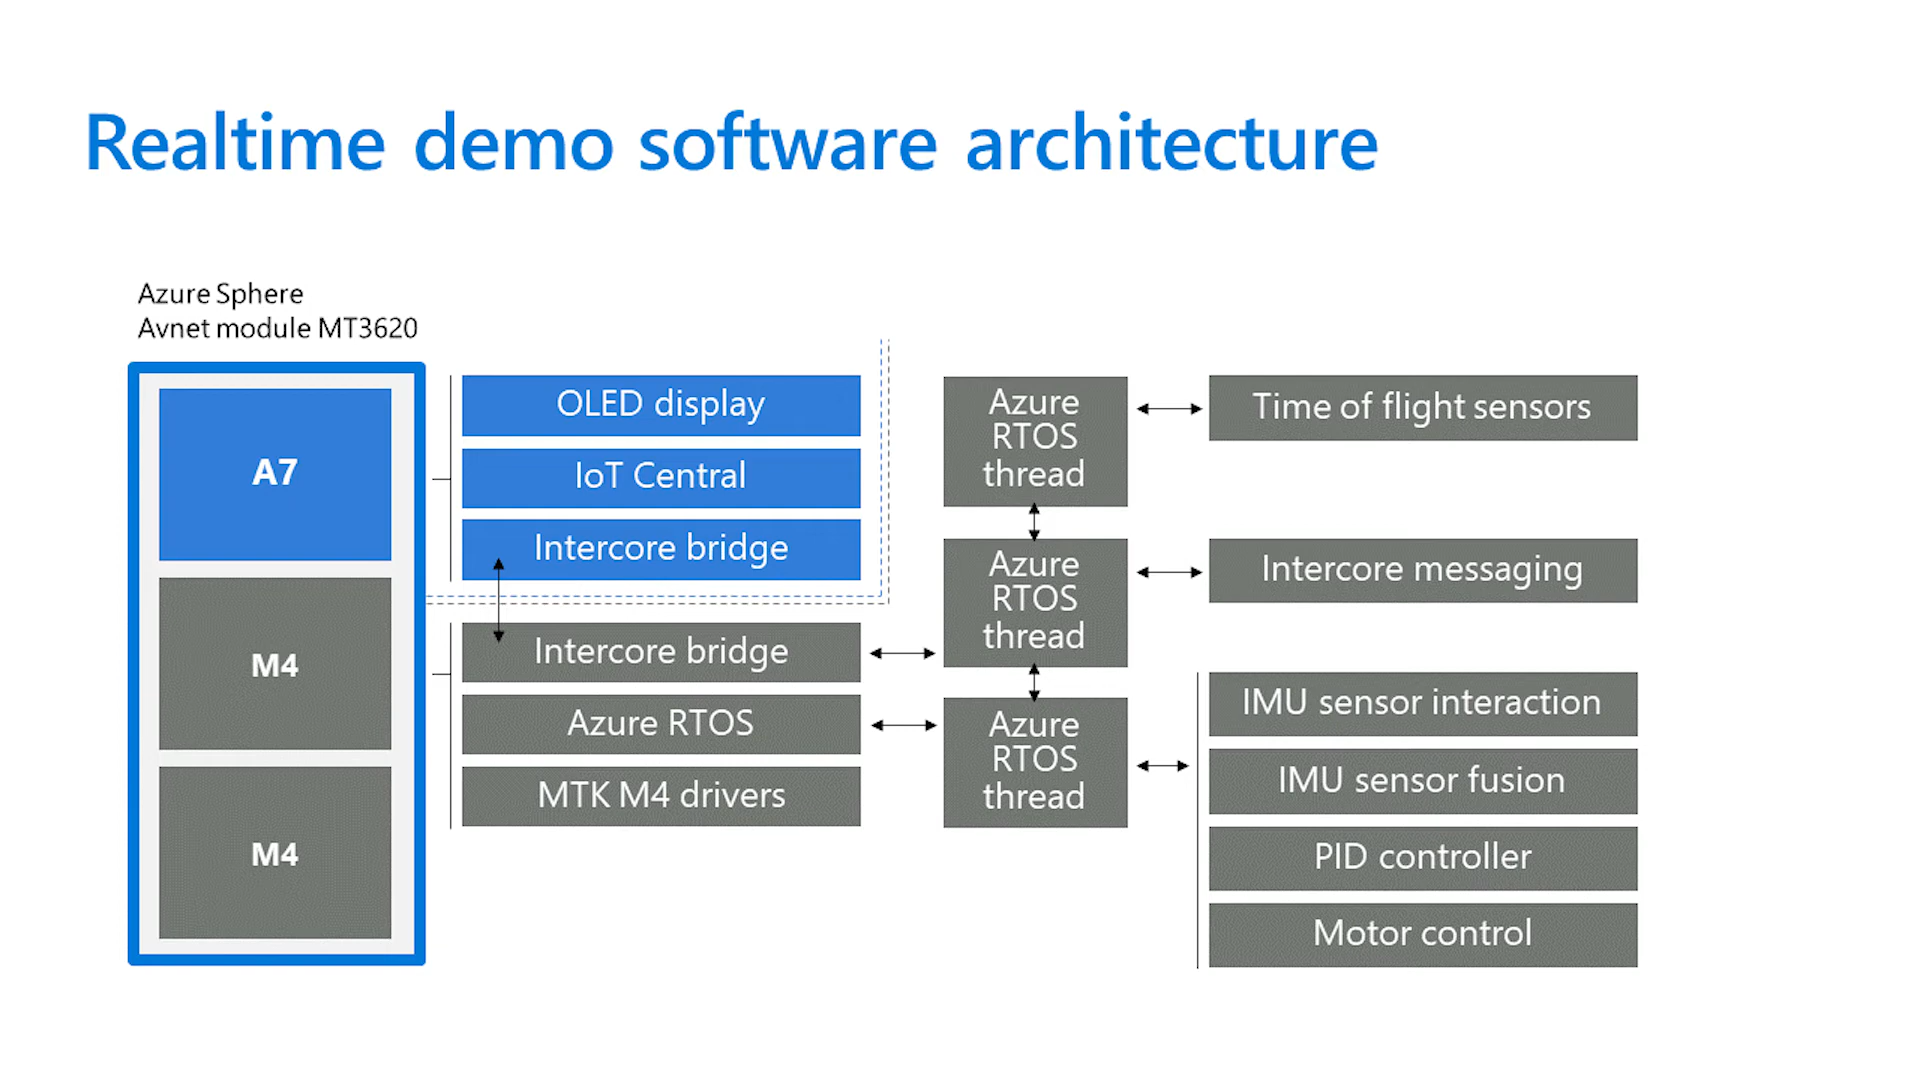 Realtime demo software architecture
Azure Sphere
Avnet module MT3620
A7
M4
M4
OLED display
IoT Central
Intercore bridge
Intercore bridge
Azure RTOS
MTK M4 drivers
Azure
RTOS
thread
Azure
RTOS
thread
Azure
RTOS
thread
Time of flight sensors
Intercore messaging
IMU sensor interaction
IMU sensor fusion
PID controller
Motor control